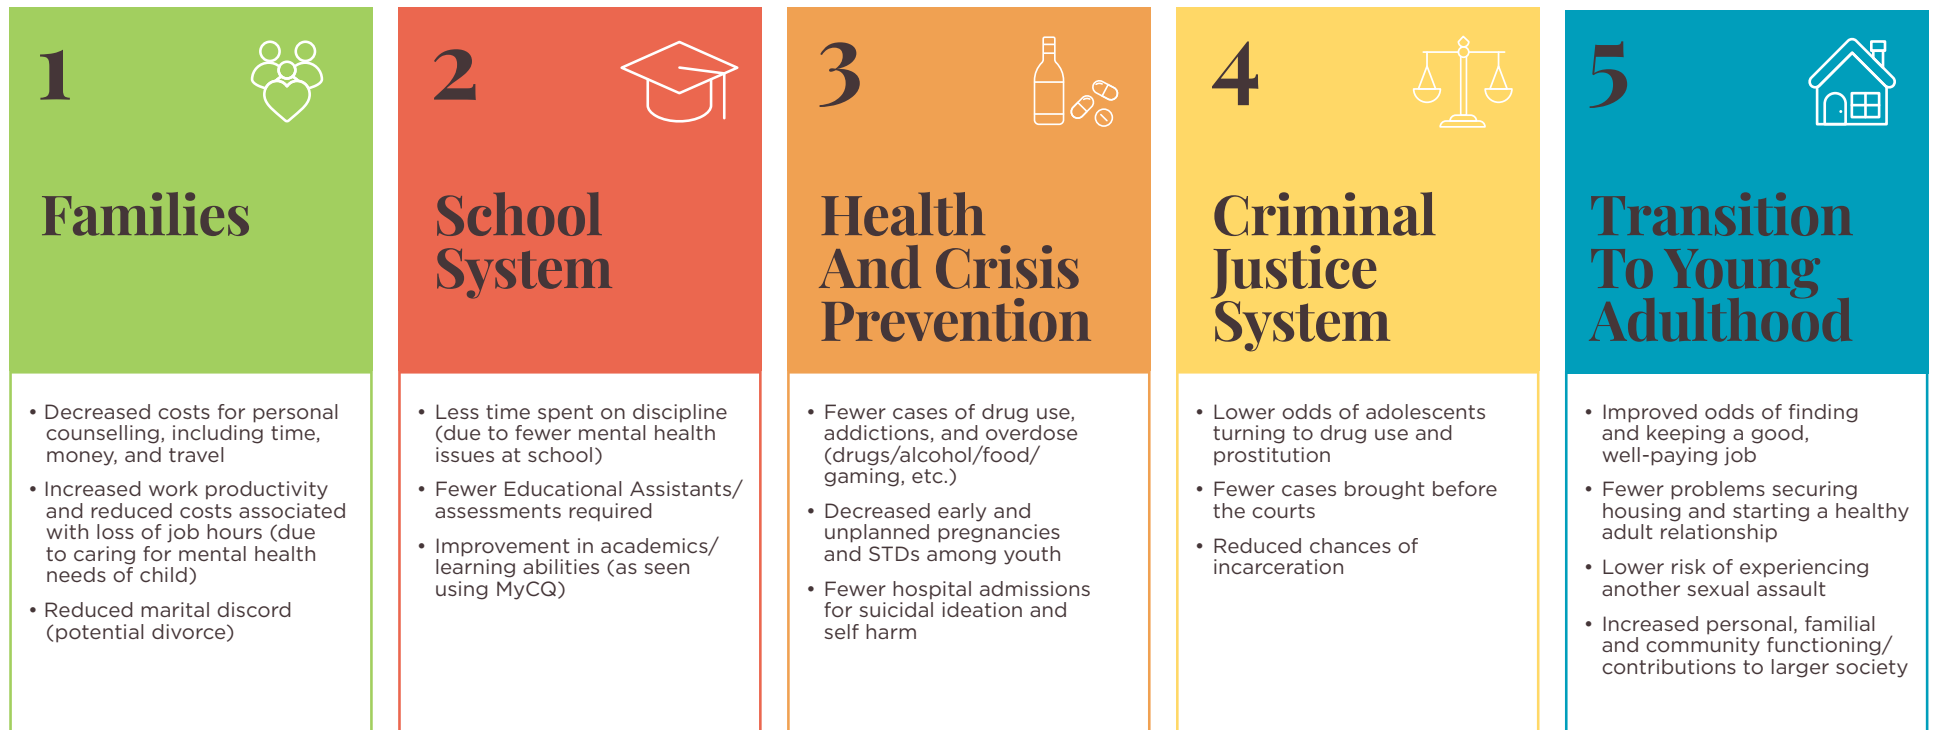 1
Families
• Decreased costs for personal
counselling, including time,
money, and travel
• Increased work productivity
and reduced costs associated
with loss of job hours (due
to caring for mental health
needs of child)
• Reduced marital discord
(potential divorce)
2
School
System
• Less time spent on discipline
(due to fewer mental health
issues at school)
• Fewer Educational Assistants/
assessments required
• Improvement in academics/
learning abilities (as seen
using MyCQ)
3
Health
And Crisis
Prevention
• Fewer cases of drug use,
addictions, and overdose
(drugs/alcohol/food/
gaming, etc.)
• Decreased early and
unplanned pregnancies
and STDs among youth
• Fewer hospital admissions
for suicidal ideation and
self harm
4
Criminal
Justice
System
• Lower odds of adolescents
turning to drug use and
prostitution
• Fewer cases brought before
the courts
• Reduced chances of
incarceration
5
Transition
To Young
Adulthood
• Improved odds of finding
and keeping a good,
well-paying job
• Fewer problems securing
housing and starting a healthy
adult relationship
• Lower risk of experiencing
another sexual assault
• Increased personal, familial
and community functioning/
contributions to larger society